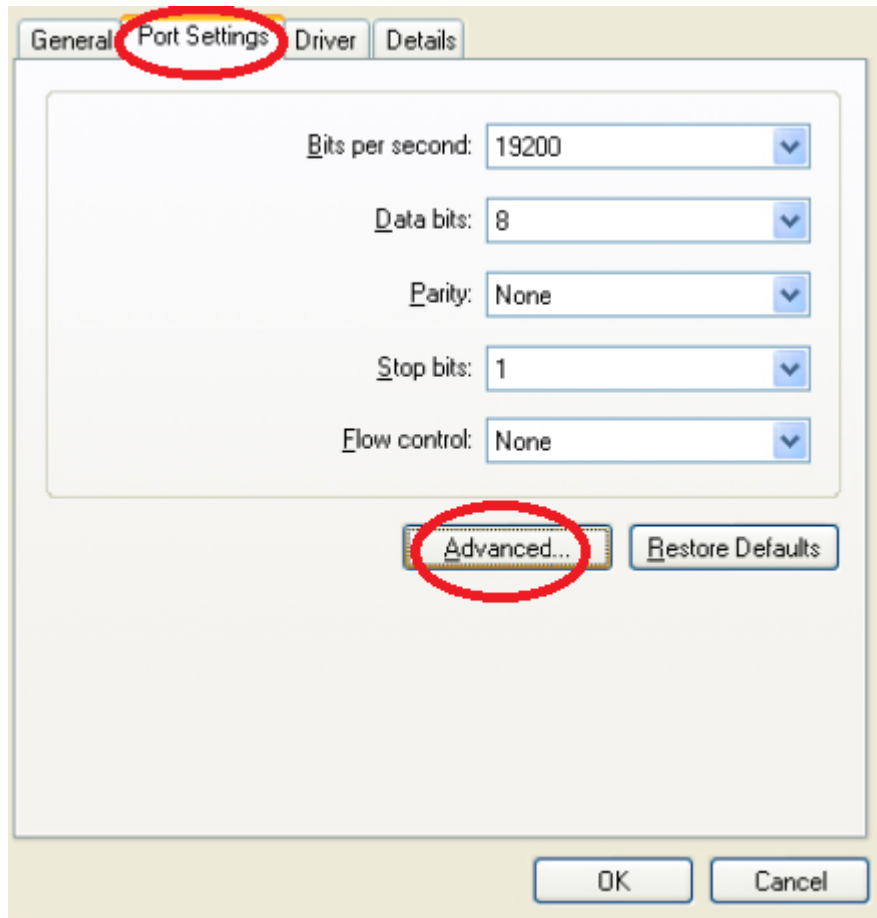 General Port Settings Driver Details
Bits per second: 19200
Data bits: 8
Parity: None
Stop bits: 1
Flow control: None
Advanced... Restore Defaults
OK Cancel